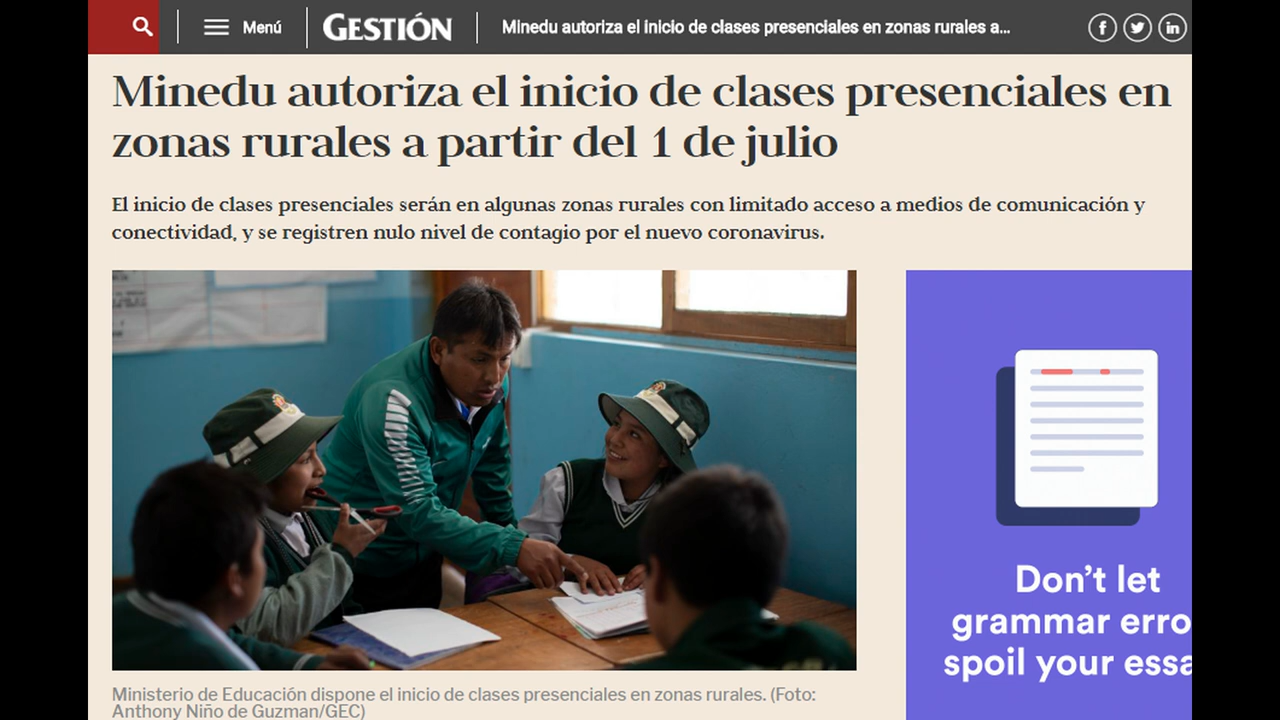 Menú
GESTIÓN
Minedu autoriza el inicio de clases presenciales en zonas rurales a...
Minedu autoriza el inicio de clases presenciales en
zonas rurales a partir del 1 de julio
El inicio de clases presenciales serán en algunas zonas rurales con limitado acceso a medios de comunicación y
conectividad, y se registren nulo nivel de contagio por el nuevo coronavirus.
Don't let
grammar erro
spoil your essa
Ministerio de Educación dispone el inicio de clases presenciales en zonas rurales. (Foto:
Anthony Niño de Guzman/GEC)